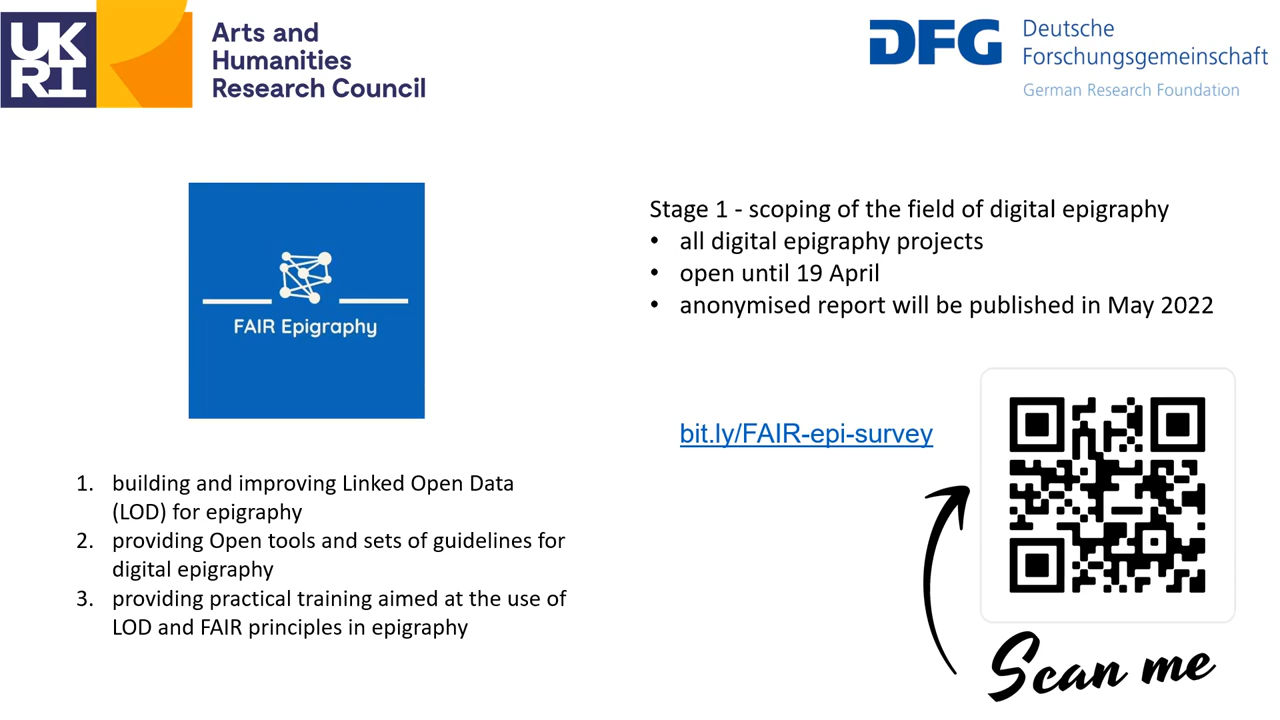 UK
RI
Arts and
Humanities
Research Council
DFG
Deutsche
Forschungsgemeinschaft
German Research Foundation
FAIR Epigraphy
1. building and improving Linked Open Data
(LOD) for epigraphy
2. providing Open tools and sets of guidelines for
digital epigraphy
3. providing practical training aimed at the use of
LOD and FAIR principles in epigraphy
Stage 1 - scoping of the field of digital epigraphy
• all digital epigraphy projects
• open until 19 April
• anonymised report will be published in May 2022
bit.ly/FAIR-epi-survey
Scan me